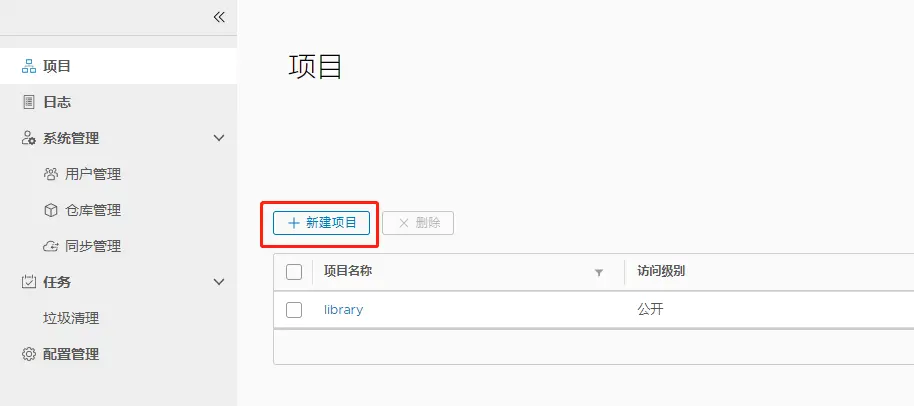 项目
日志
系统管理
用户管理
仓库管理
同步管理
任务
垃圾清理
配置管理
项目
新建项目
删除
项目名称 访问级别
library 公开